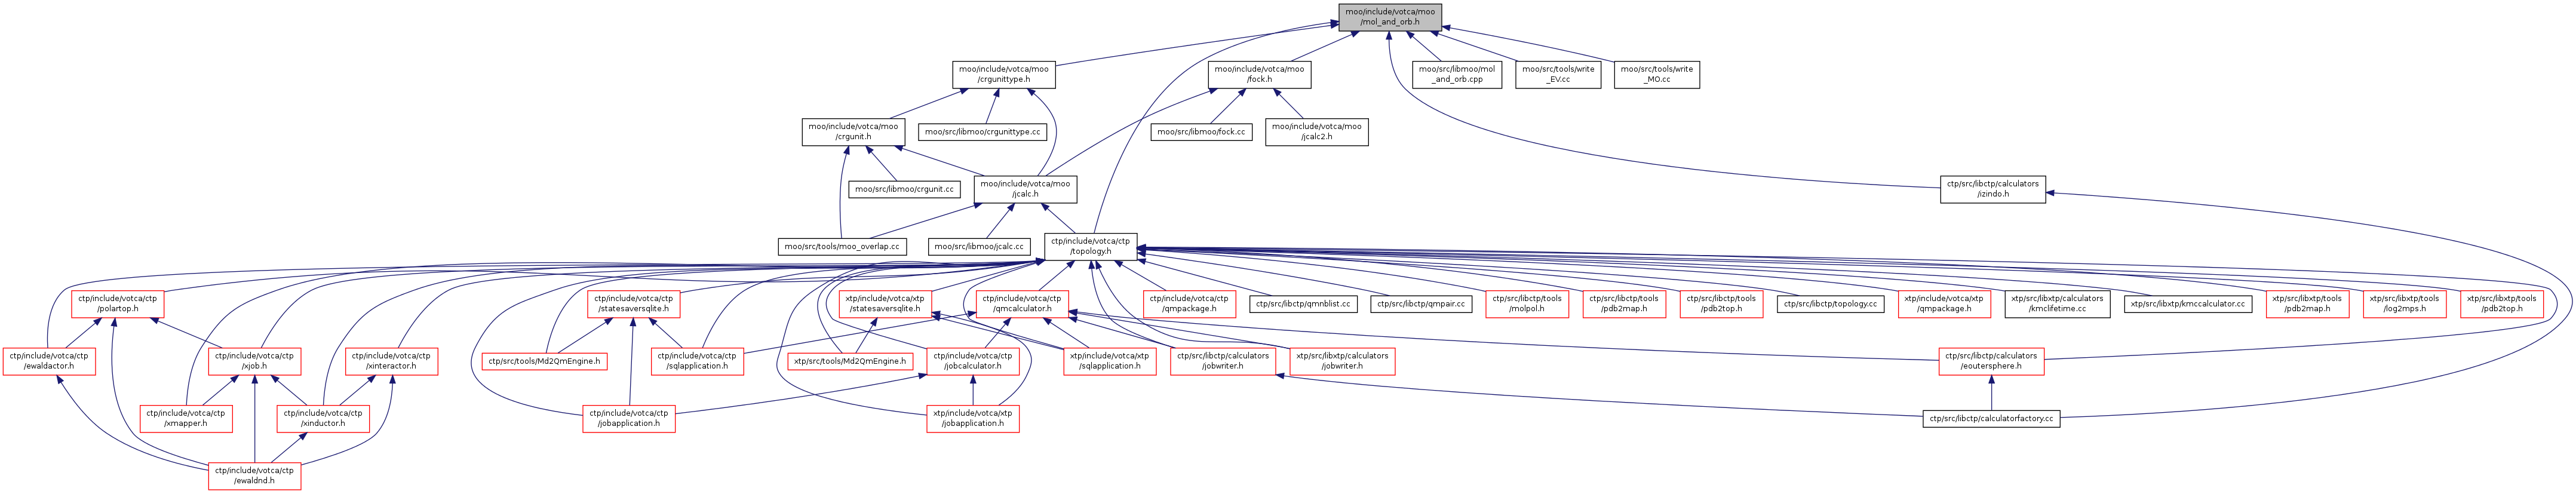 moo/include/votca/moo
/mol_and_orb.h
moo/include/votca/moo
/crgunittype.h
moo/include/votca/moo
/fock.h
moo/src/libmoo/mol
_and_orb.cpp
moo/src/tools/write
_EV.cc
moo/src/tools/write
_MO.cc
moo/include/votca/moo
/crgunit.h
moo/src/libmoo/crgunittype.cc
moo/src/libmoo/fock.cc
moo/include/votca/moo
/jcalc2.h
moo/src/libmoo/crgunit.cc
moo/include/votca/moo
/jcalc.h
ctp/src/libctp/calculators
/izindo.h
moo/src/tools/moo_overlap.cc
moo/src/libmoo/jcalc.cc
ctp/include/votca/ctp
/topology.h
ctp/include/votca/ctp
/polartop.h
ctp/include/votca/ctp
/statesaversqlite.h
xtp/include/votca/xtp
/statesaversqlite.h
ctp/include/votca/ctp
/qmcalculator.h
ctp/include/votca/ctp
/qmpackage.h
ctp/src/libctp/qmnblist.cc
ctp/src/libctp/qmpair.cc
ctp/src/libctp/tools
/molpol.h
ctp/src/libctp/tools
/pdb2map.h
ctp/src/libctp/tools
/pdb2top.h
ctp/src/libctp/topology.cc
xtp/include/votca/xtp
/qmpackage.h
xtp/src/libxtp/calculators
/kmclifetime.cc
xtp/src/libxtp/kmccalculator.cc
xtp/src/libxtp/tools
/pdb2map.h
xtp/src/libxtp/tools
/log2mps.h
xtp/src/libxtp/tools
/pdb2top.h
ctp/include/votca/ctp
/ewaldactor.h
ctp/include/votca/ctp
/xjob.h
ctp/include/votca/ctp
/xinteractor.h
ctp/src/tools/Md2QmEngine.h
ctp/include/votca/ctp
/sqlapplication.h
xtp/src/tools/Md2QmEngine.h
ctp/include/votca/ctp
/jobcalculator.h
xtp/include/votca/xtp
/sqlapplication.h
ctp/src/libctp/calculators
/jobwriter.h
xtp/src/libxtp/calculators
/jobwriter.h
ctp/src/libctp/calculators
/eoutersphere.h
ctp/include/votca/ctp
/xmapper.h
ctp/include/votca/ctp
/xinductor.h
ctp/include/votca/ctp
/jobapplication.h
xtp/include/votca/xtp
/jobapplication.h
ctp/src/libctp/calculatorfactory.cc
ctp/include/votca/ctp
/ewaldnd.h